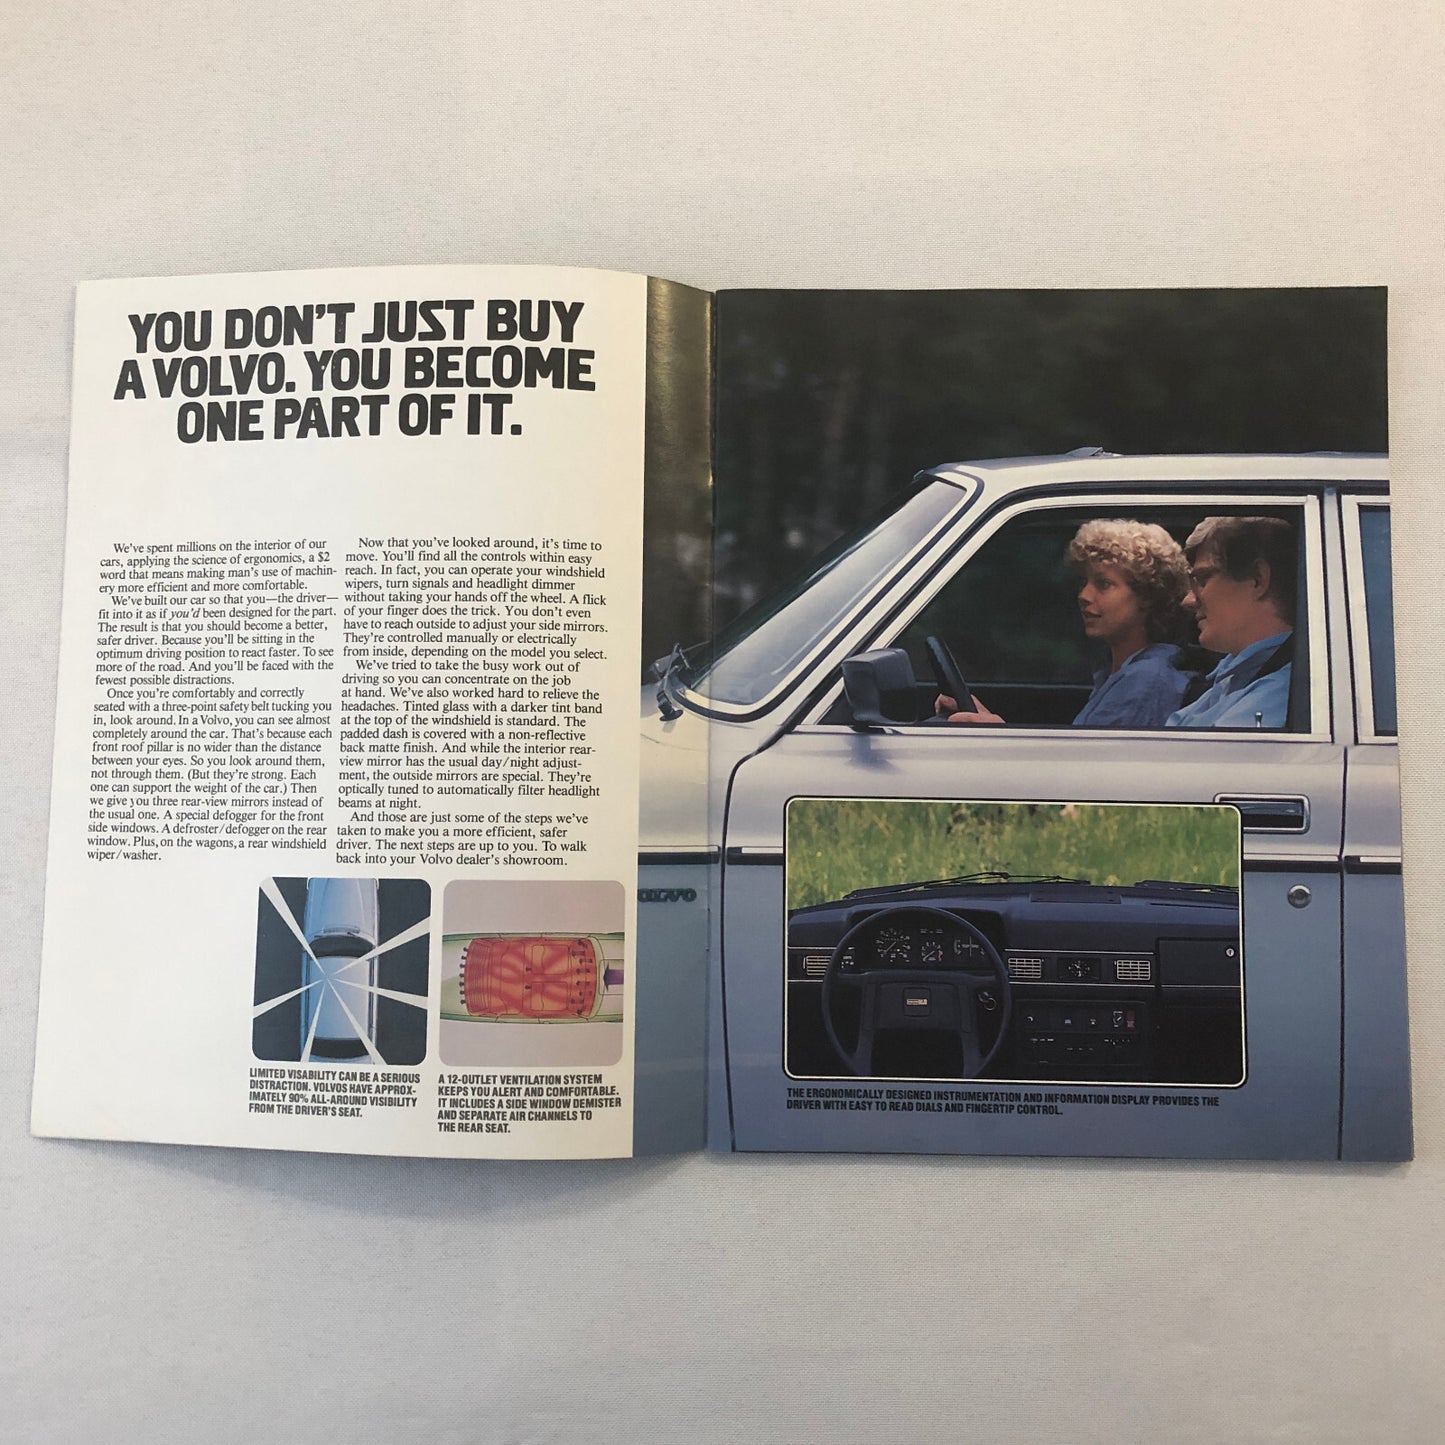 YOU DON'T JUST BUY
A VOLVO. YOU BECOME
ONE PART OF IT.
We've spent millions on the interior of our
cars, applying the science of ergonomics, a $2
word that means making man's use of machin-
ery more efficient and more comfortable.
We've built our car so that you—the driver—
fit into it as if you'd been designed for the part.
The result is that you should become a better,
safer driver. Because you'll be sitting in the
optimum driving position to react faster. To see
more of the road. And you'll be faced with the
fewest possible distractions.
Once you're comfortably and correctly
seated with a three-point safety belt tucking you
in, look around. In a Volvo, you can see almost
completely around the car. That's because each
front roof pillar is no wider than the distance
between your eyes. So you look around them,
not through them. (But they're strong. Each
one can support the weight of the car.) Then
we give you three rear-view mirrors instead of
the usual one. A special defogger for the front
side windows. A defroster/defogger on the rear
window. Plus, on the wagons, a rear windshield
wiper/washer.
Now that you've looked around, it's time to
move. You'll find all the controls within easy
reach. In fact, you can operate your windshield
wipers, turn signals and headlight dimmer
without taking your hands off the wheel. A flick
of your finger does the trick. You don't even
have to reach outside to adjust your side mirrors.
They're controlled manually or electrically
from inside, depending on the model you select.
We've tried to take the busy work out of
driving so you can concentrate on the job
at hand. We've also worked hard to relieve the
headaches. Tinted glass with a darker tint band
at the top of the windshield is standard. The
padded dash is covered with a non-reflective
back matte finish. And while the interior rear-
view mirror has the usual day/night adjust-
ment, the outside mirrors are special. They're
optically tuned to automatically filter headlight
beams at night.
And those are just some of the steps we've
taken to make you a more efficient, safer
driver. The next steps are up to you. To walk
back into your Volvo dealer's showroom.
LIMITED VISABILITY CAN BE A SERIOUS
DISTRACTION. VOLVOS HAVE APPROX-
IMATELY 90% ALL-AROUND VISIBILITY
FROM THE DRIVER'S SEAT.
A 12-OUTLET VENTILATION SYSTEM
KEEPS YOU ALERT AND COMFORTABLE.
IT INCLUDES A SIDE WINDOW DEMISTER
AND SEPARATE AIR CHANNELS TO
THE REAR SEAT.
OLVO
THE ERGONOMICALLY DESIGNED INSTRUMENTATION AND INFORMATION DISPLAY PROVIDES THE
DRIVER WITH EASY TO READ DIALS AND FINGERTIP CONTROL.